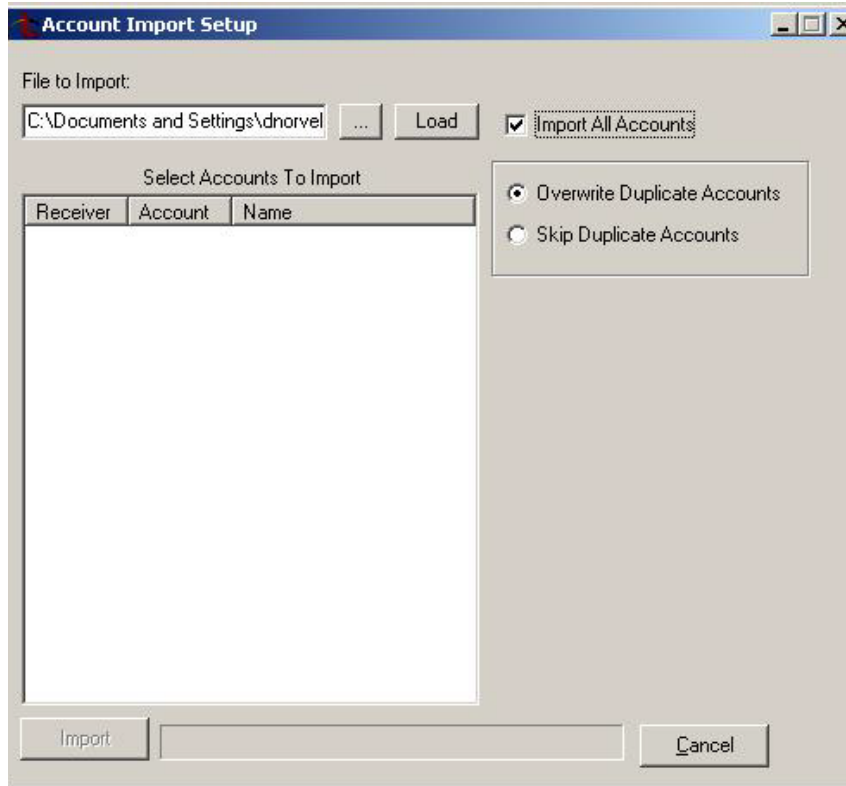 Account Import Setup
File to Import:
C:\Documents and Settings\dnorvel ... Load Import All Accounts
Select Accounts To Import
Receiver Account Name
Overwrite Duplicate Accounts
Skip Duplicate Accounts
Import Cancel